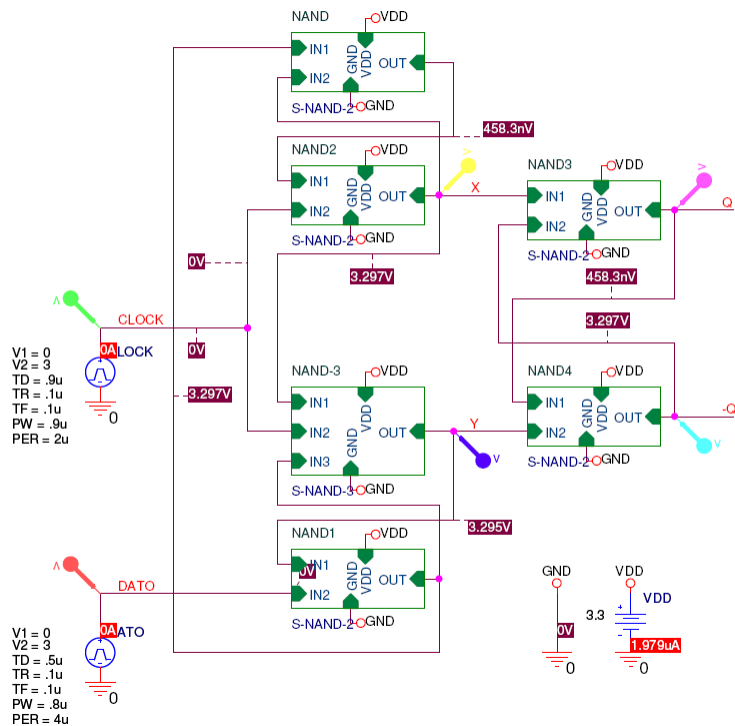 NAND
VDD
IN1
IN2
GND
VDD
OUT
S-NAND-2
GND
458.3nV
NAND2
VDD
IN1
IN2
GND
VDD
OUT
S-NAND-2
GND
V
X
NAND3
VDD
IN1
IN2
GND
VDD
OUT
S-NAND-2
GND
V
Q
0V
3.297V
458.3nV
3.297V
V
CLOCK
0A
LOCK
0
0V
3.297V
V1 = 0
V2 = 3
TD = .9u
TR = .1u
TF = .1u
PW = .9u
PER = 2u
NAND-3
VDD
IN1
IN2
IN3
GND
VDD
OUT
S-NAND-3
GND
Y
V
3.295V
NAND4
VDD
IN1
IN2
GND
VDD
OUT
S-NAND-2
GND
-Q
V
NAND1
VDD
IN1
0V
IN2
GND
VDD
OUT
S-NAND-2
GND
V
DATO
0A
ATO
0
V1 = 0
V2 = 3
TD = .5u
TR = .1u
TF = .1u
PW = .8u
PER = 4u
GND
0V
0
VDD
VDD
3.3
1.979uA
0